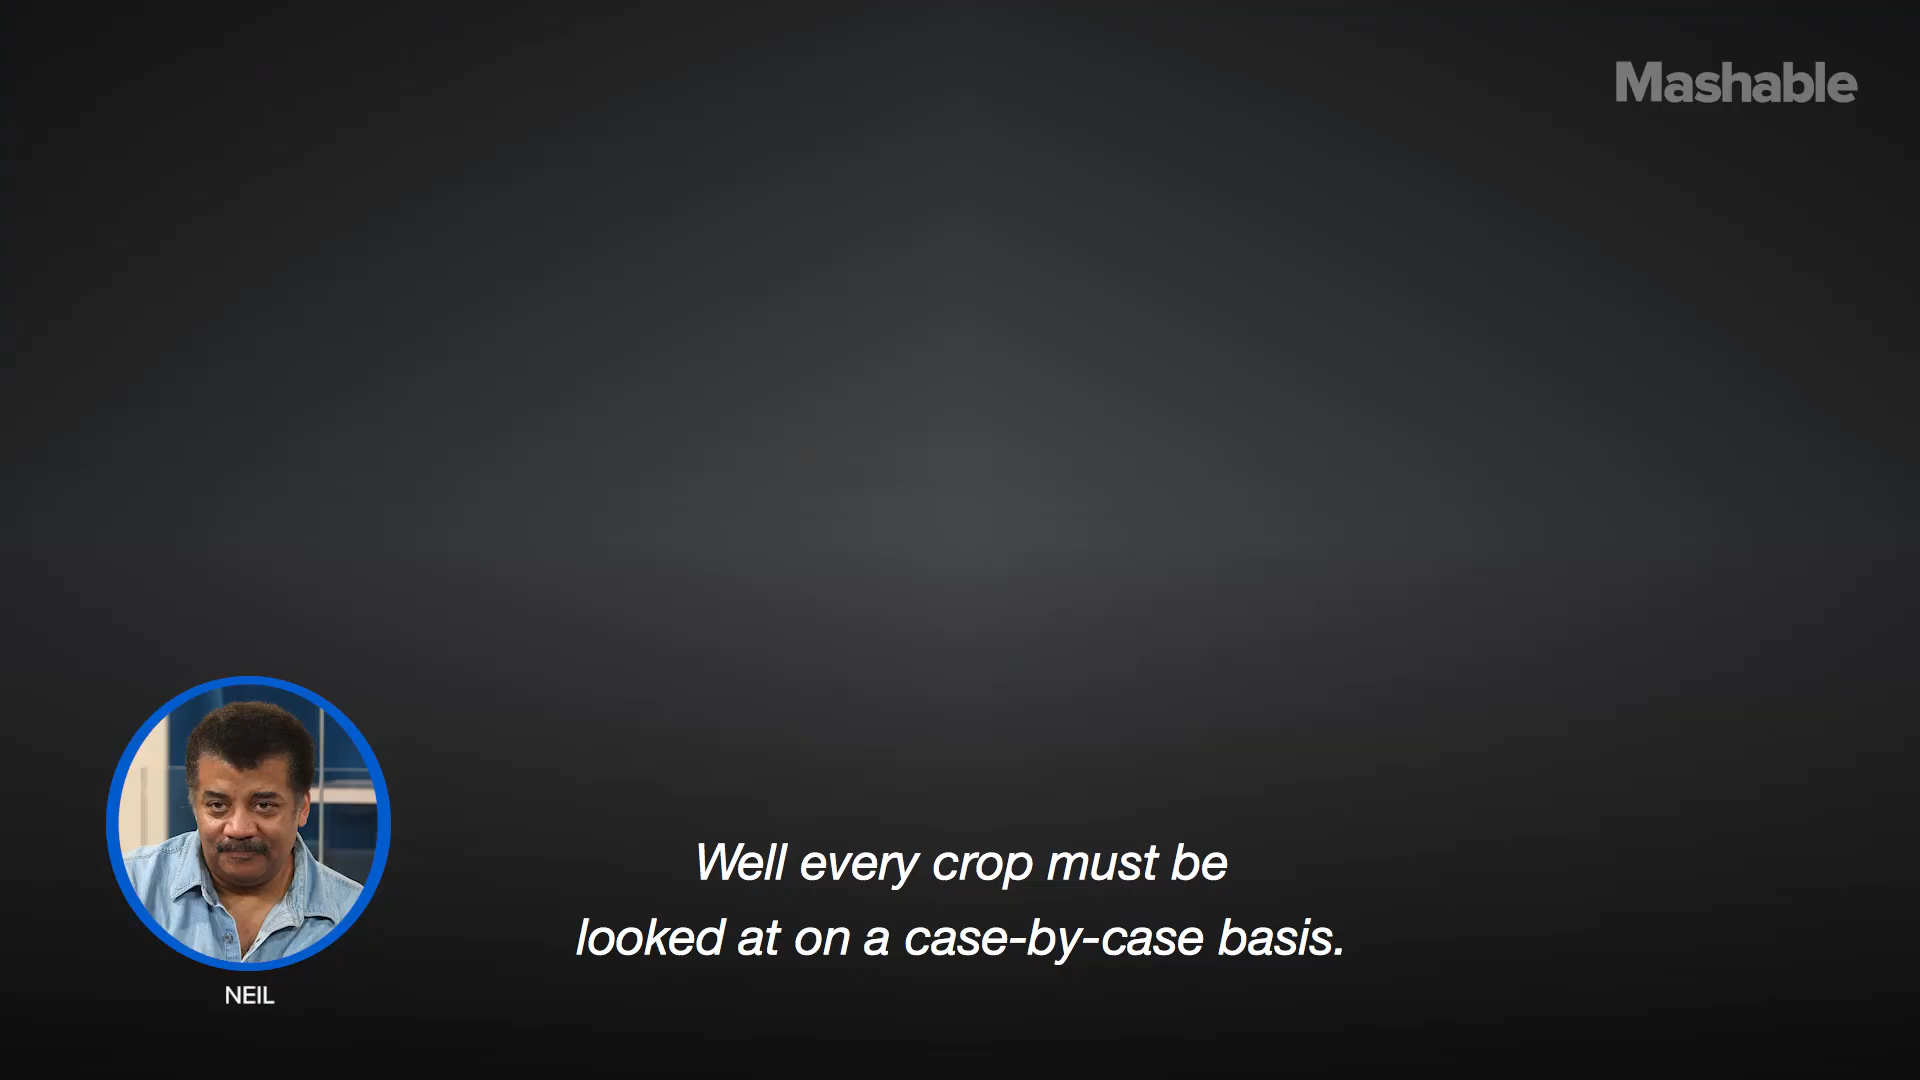 Mashable
Well every crop must be
looked at on a case-by-case basis.
NEIL